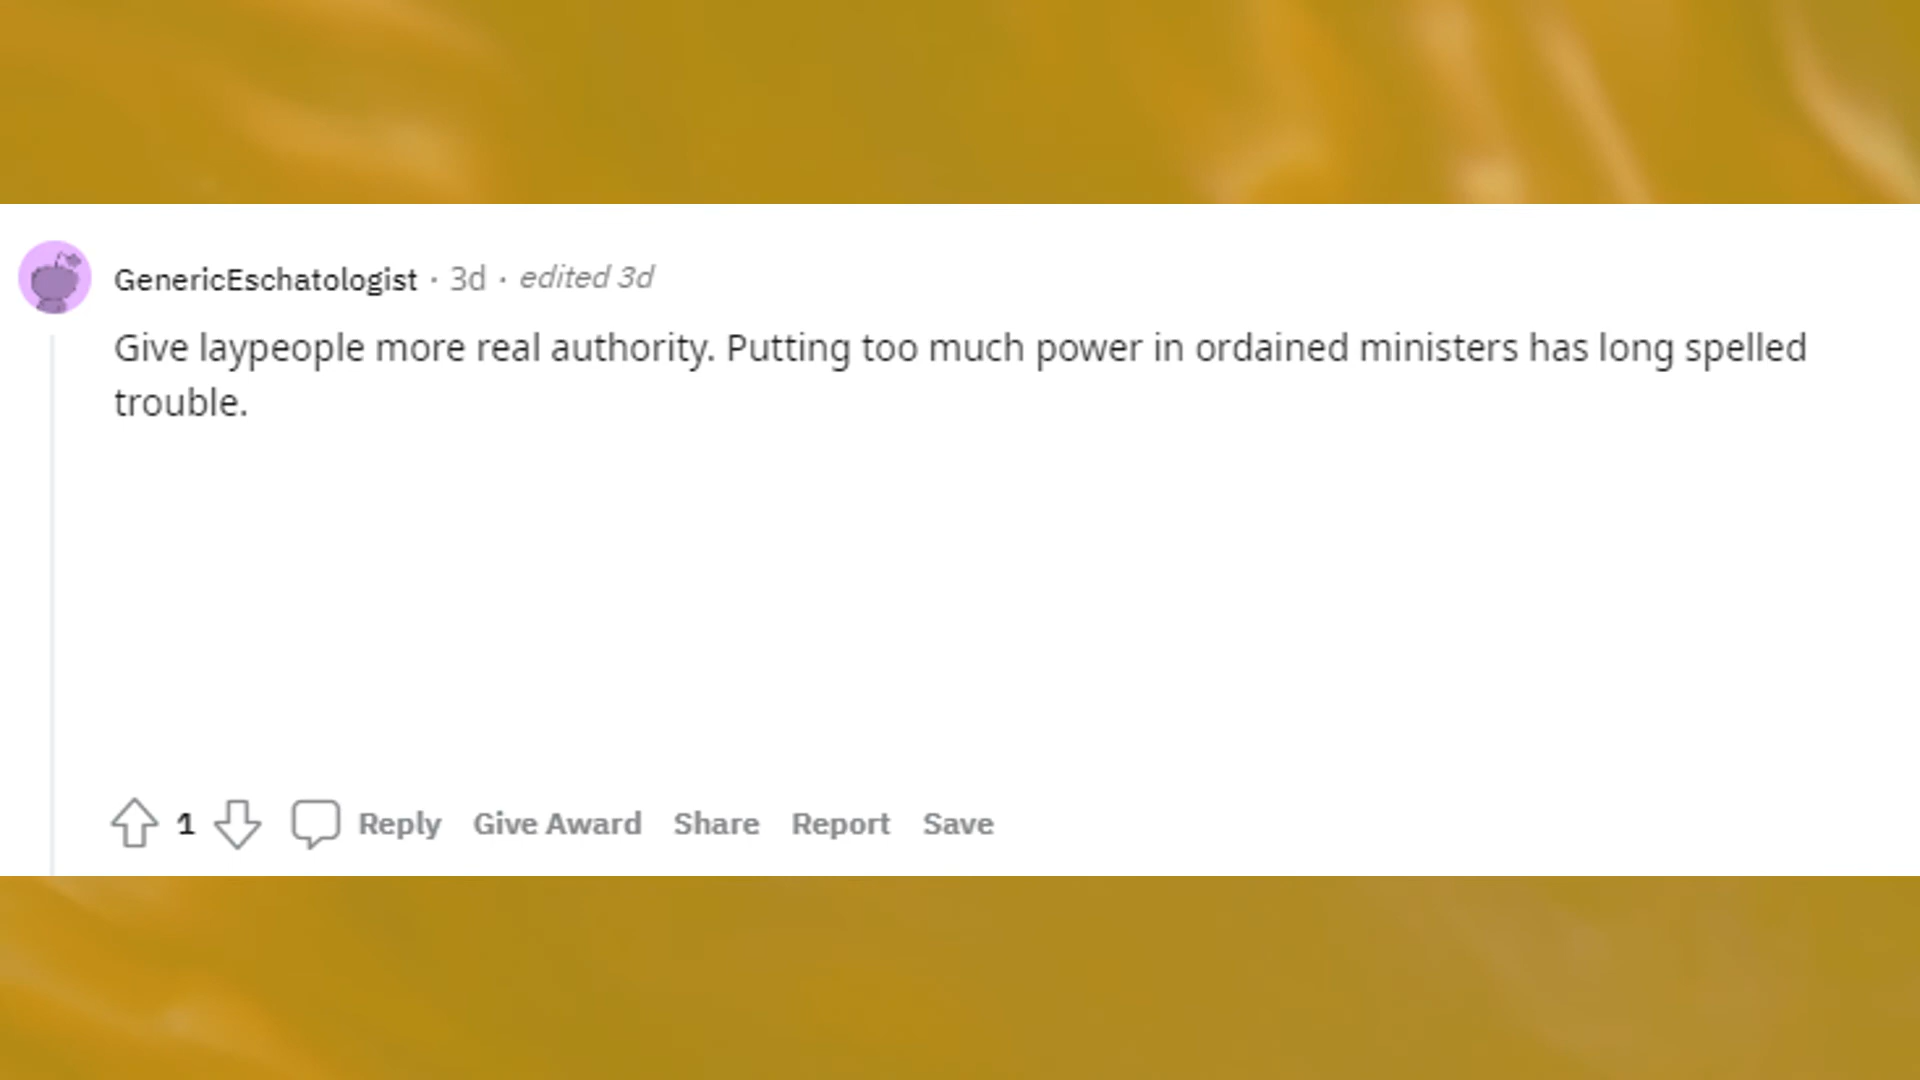 GenericEschatologist · 3d · edited 3d
Give laypeople more real authority. Putting too much power in ordained ministers has long spelled
trouble.
1 Reply Give Award Share Report Save